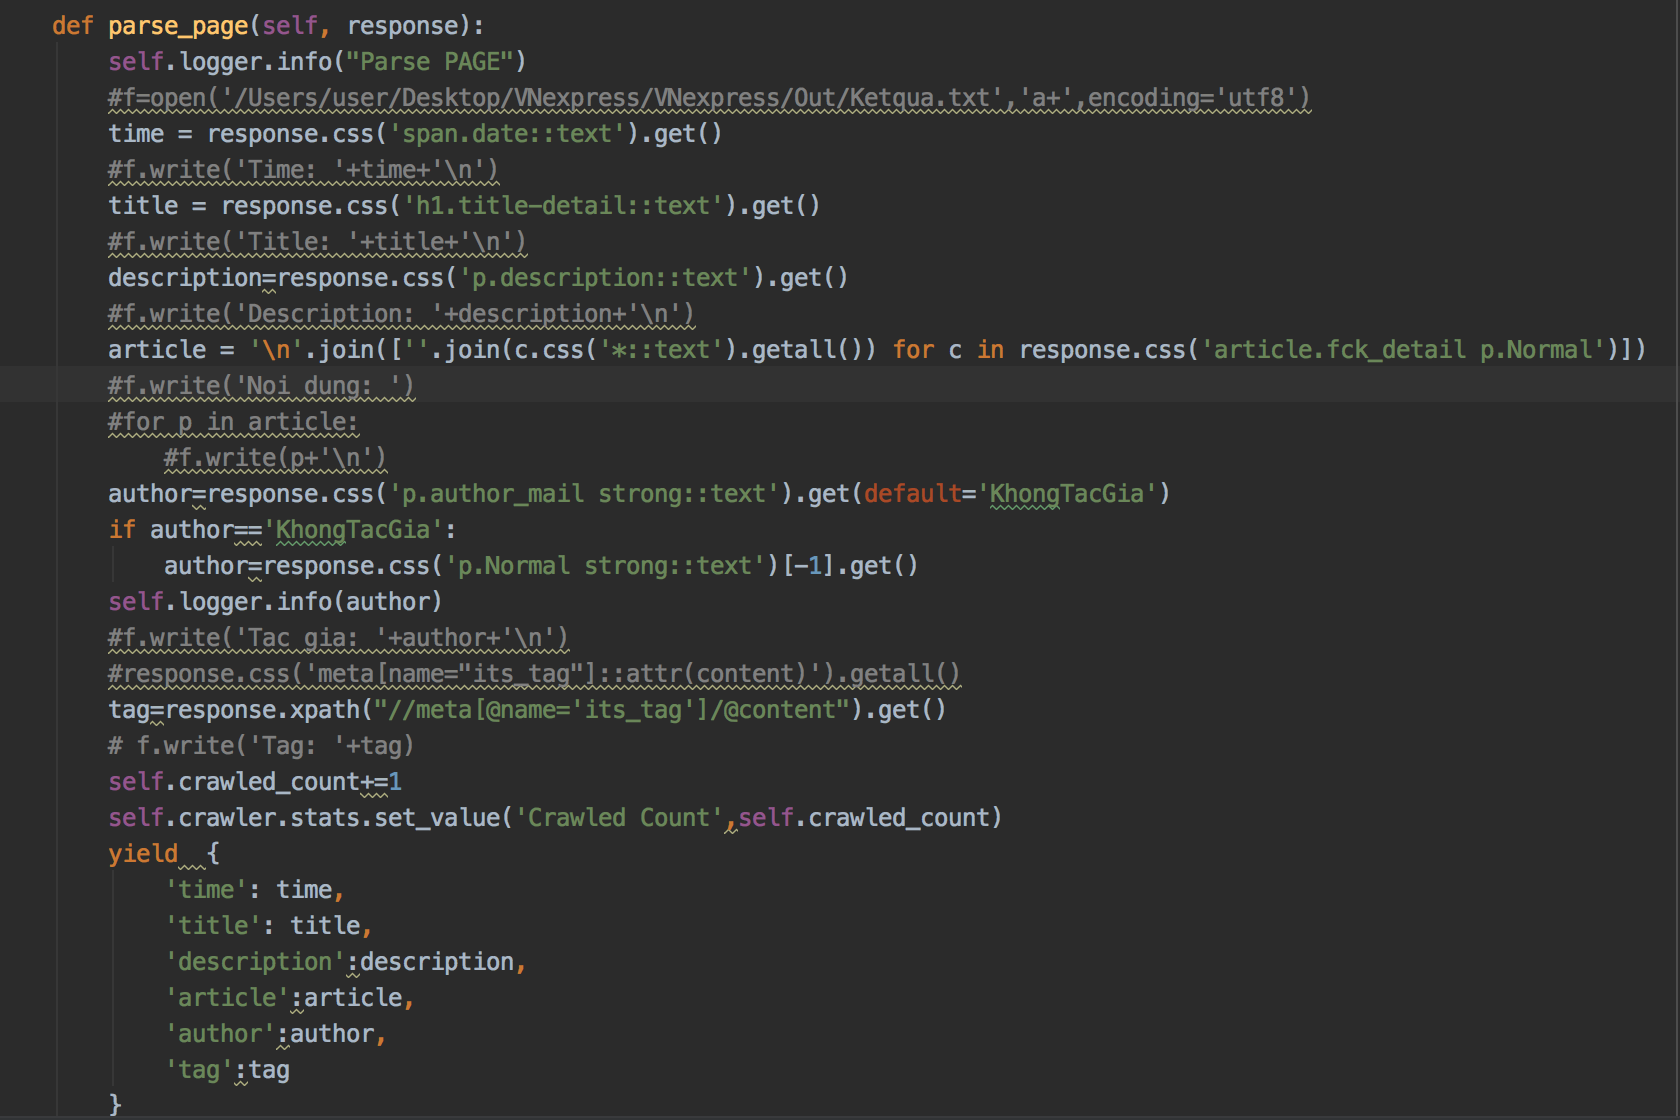 def parse_page(self, response):
    self.logger.info("Parse PAGE")
    #f=open('/Users/user/Desktop/VNexpress/VNexpress/Out/Ketqua.txt','a+',encoding='utf8')
    time = response.css('span.date::text').get()
    #f.write('Time: '+time+'\n')
    title = response.css('h1.title-detail::text').get()
    #f.write('Title: '+title+'\n')
    description=response.css('p.description::text').get()
    #f.write('Description: '+description+'\n')
    article = '\n'.join([''.join(c.css('*::text').getall()) for c in response.css('article.fck_detail p.Normal')])
    #f.write('Noi dung: ')
    #for p in article:
        #f.write(p+'\n')
    author=response.css('p.author_mail strong::text').get(default='KhongTacGia')
    if author=='KhongTacGia':
        author=response.css('p.Normal strong::text')[-1].get()
    self.logger.info(author)
    #f.write('Tac gia: '+author+'\n')
    #response.css('meta[name="its_tag"]::attr(content)').getall()
    tag=response.xpath("//meta[@name='its_tag']/@content").get()
    # f.write('Tag: '+tag)
    self.crawled_count+=1
    self.crawler.stats.set_value('Crawled Count',self.crawled_count)
    yield  {
        'time': time,
        'title': title,
        'description':description,
        'article':article,
        'author':author,
        'tag':tag
    }